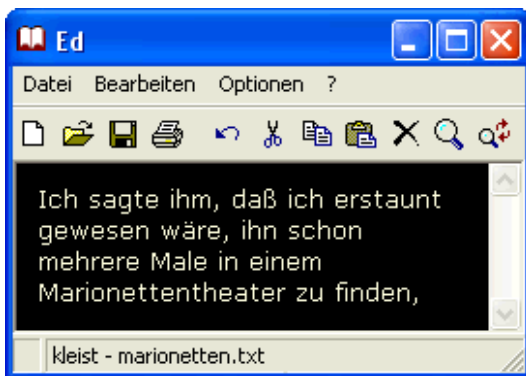 Ed
Datei Bearbeiten Optionen ?
Ich sagte ihm, daß ich erstaunt
gewesen wäre, ihn schon
mehrere Male in einem
Marionettentheater zu finden,
kleist - marionetten.txt